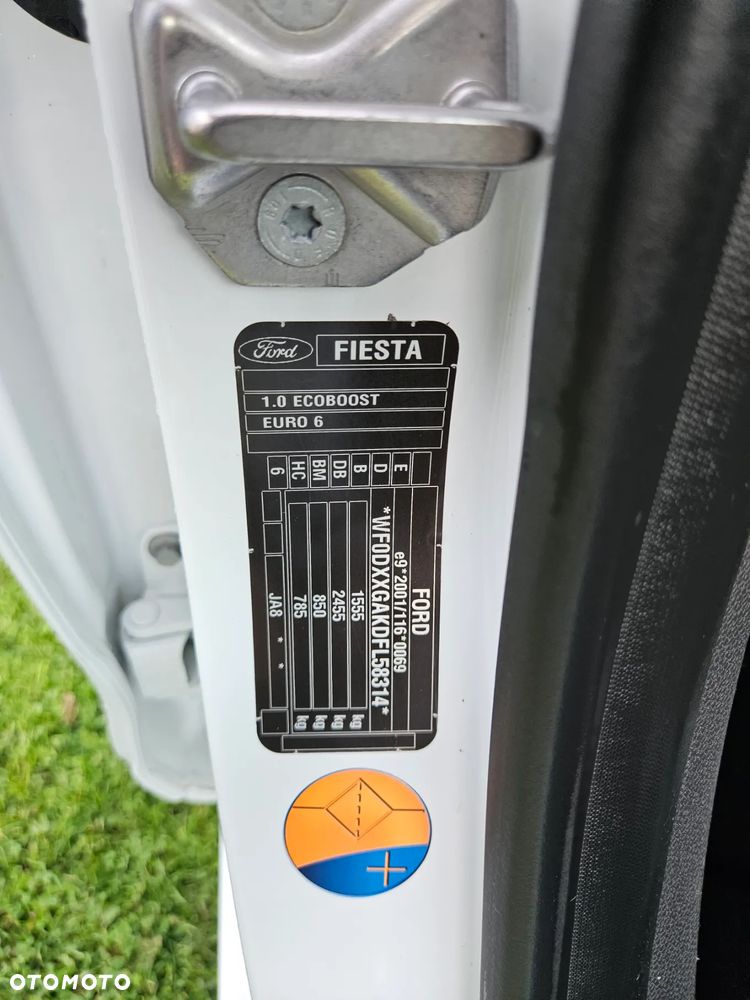 Ford FIESTA
1.0 ECOBOOST
EURO 6
FORD
e9*2001/116*0069
*WF0DXXGAKDFL58314*
1555 kg
2455 kg
850 kg
785 kg
JA8 * *
E
D
B
DB
BM
HC
6
OTOMOTO